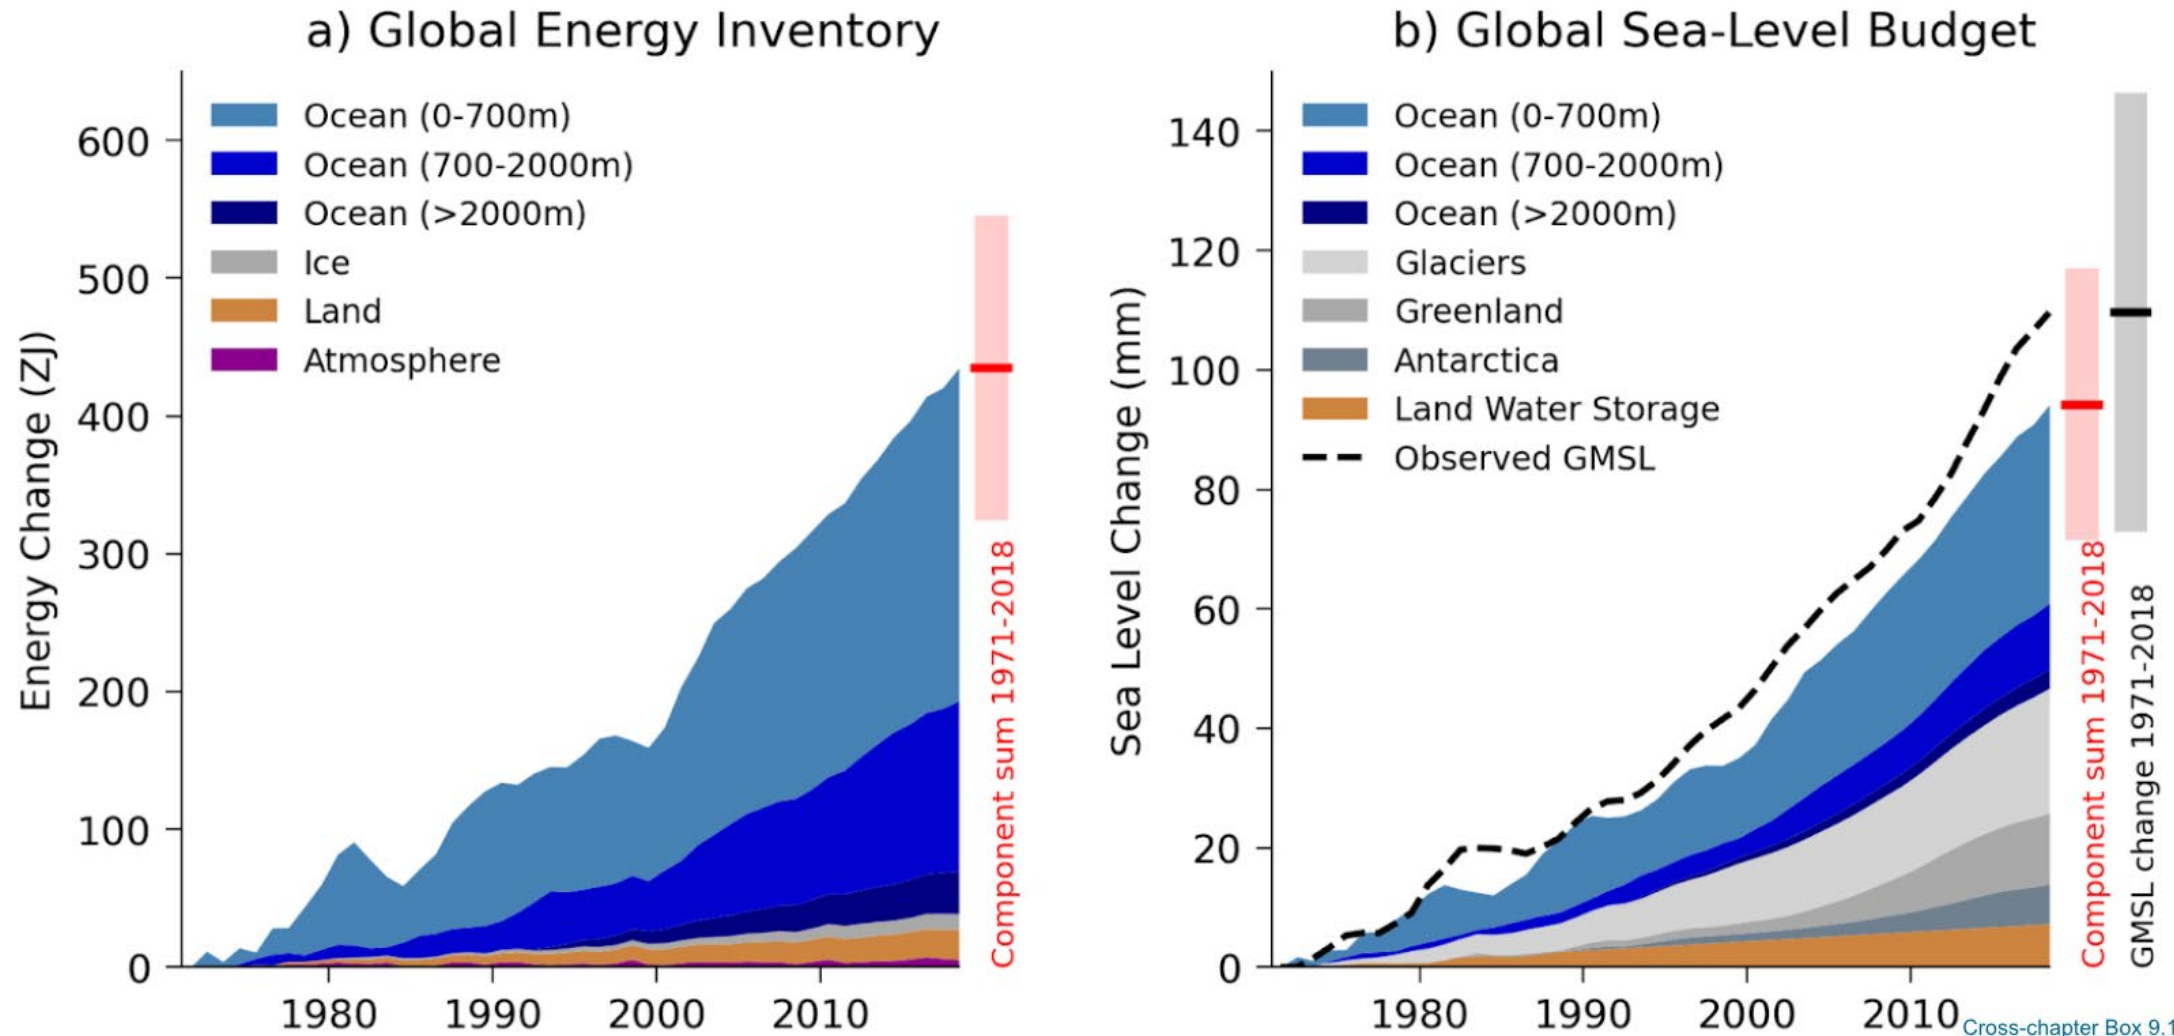 a) Global Energy Inventory
Energy Change (ZJ)
600
500
400
300
200
100
0
Ocean (0-700m)
Ocean (700-2000m)
Ocean (>2000m)
Ice
Land
Atmosphere
Component sum 1971-2018
1980 1990 2000 2010
b) Global Sea-Level Budget
Sea Level Change (mm)
140
120
100
80
60
40
20
0
Ocean (0-700m)
Ocean (700-2000m)
Ocean (>2000m)
Glaciers
Greenland
Antarctica
Land Water Storage
Observed GMSL
Component sum 1971-2018
GMSL change 1971-2018
1980 1990 2000 2010
Cross-chapter Box 9.1